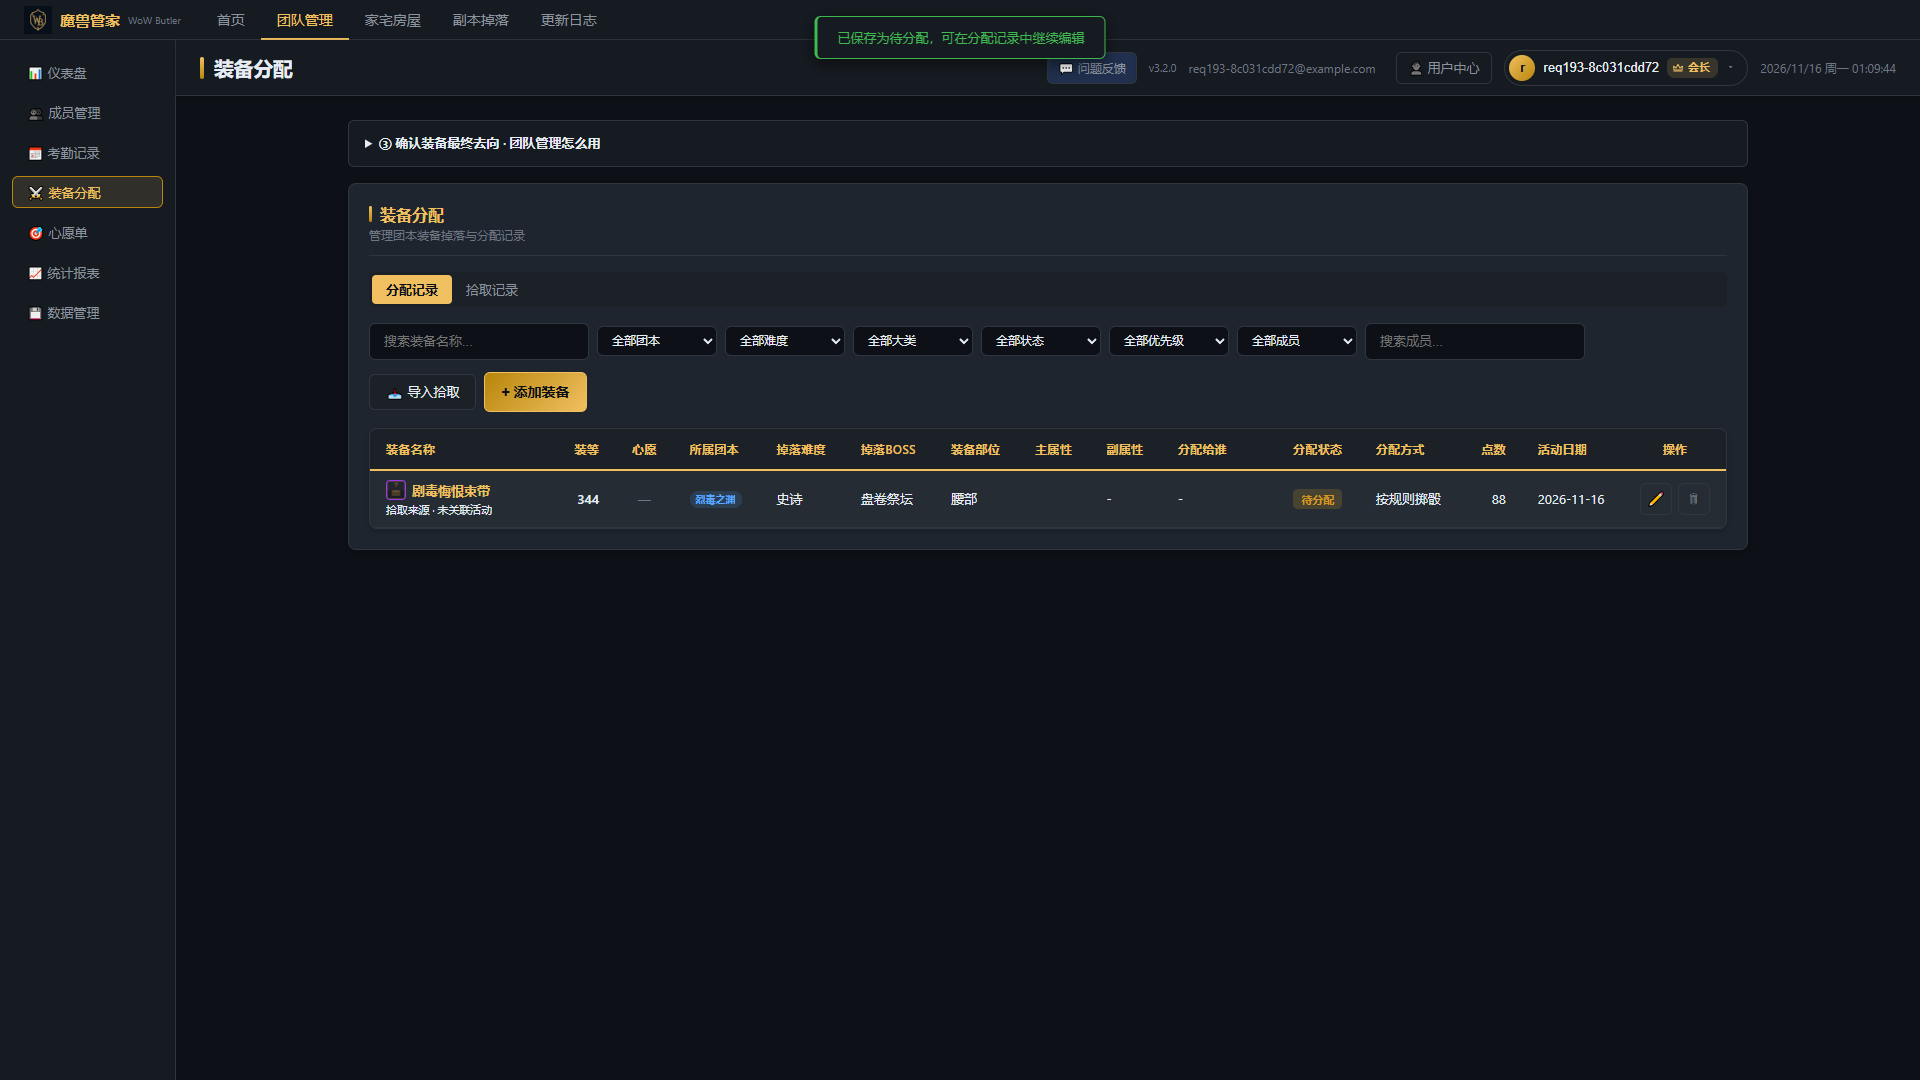 魔兽管家 WoW Butler 首页 团队管理 家宅房屋 副本掉落 更新日志
已保存为待分配，可在分配记录中继续编辑
装备分配
问题反馈 v3.2.0 req193-8c031cdd72@example.com 用户中心 r req193-8c031cdd72 会长 2026/11/16 周一 01:09:44
仪表盘
成员管理
考勤记录
装备分配
心愿单
统计报表
数据管理
③ 确认装备最终去向 · 团队管理怎么用
装备分配
管理团本装备掉落与分配记录
分配记录 拾取记录
搜索装备名称... 全部团本 全部难度 全部大类 全部状态 全部优先级 全部成员 搜索成员...
导入拾取 + 添加装备
装备名称 装等 心愿 所属团本 掉落难度 掉落BOSS 装备部位 主属性 副属性 分配给谁 分配状态 分配方式 点数 活动日期 操作
剧毒悔恨束带 344 — 烈毒之渊 史诗 盘卷祭坛 腰部 - - 待分配 按规则掷骰 88 2026-11-16
拾取来源 · 未关联活动